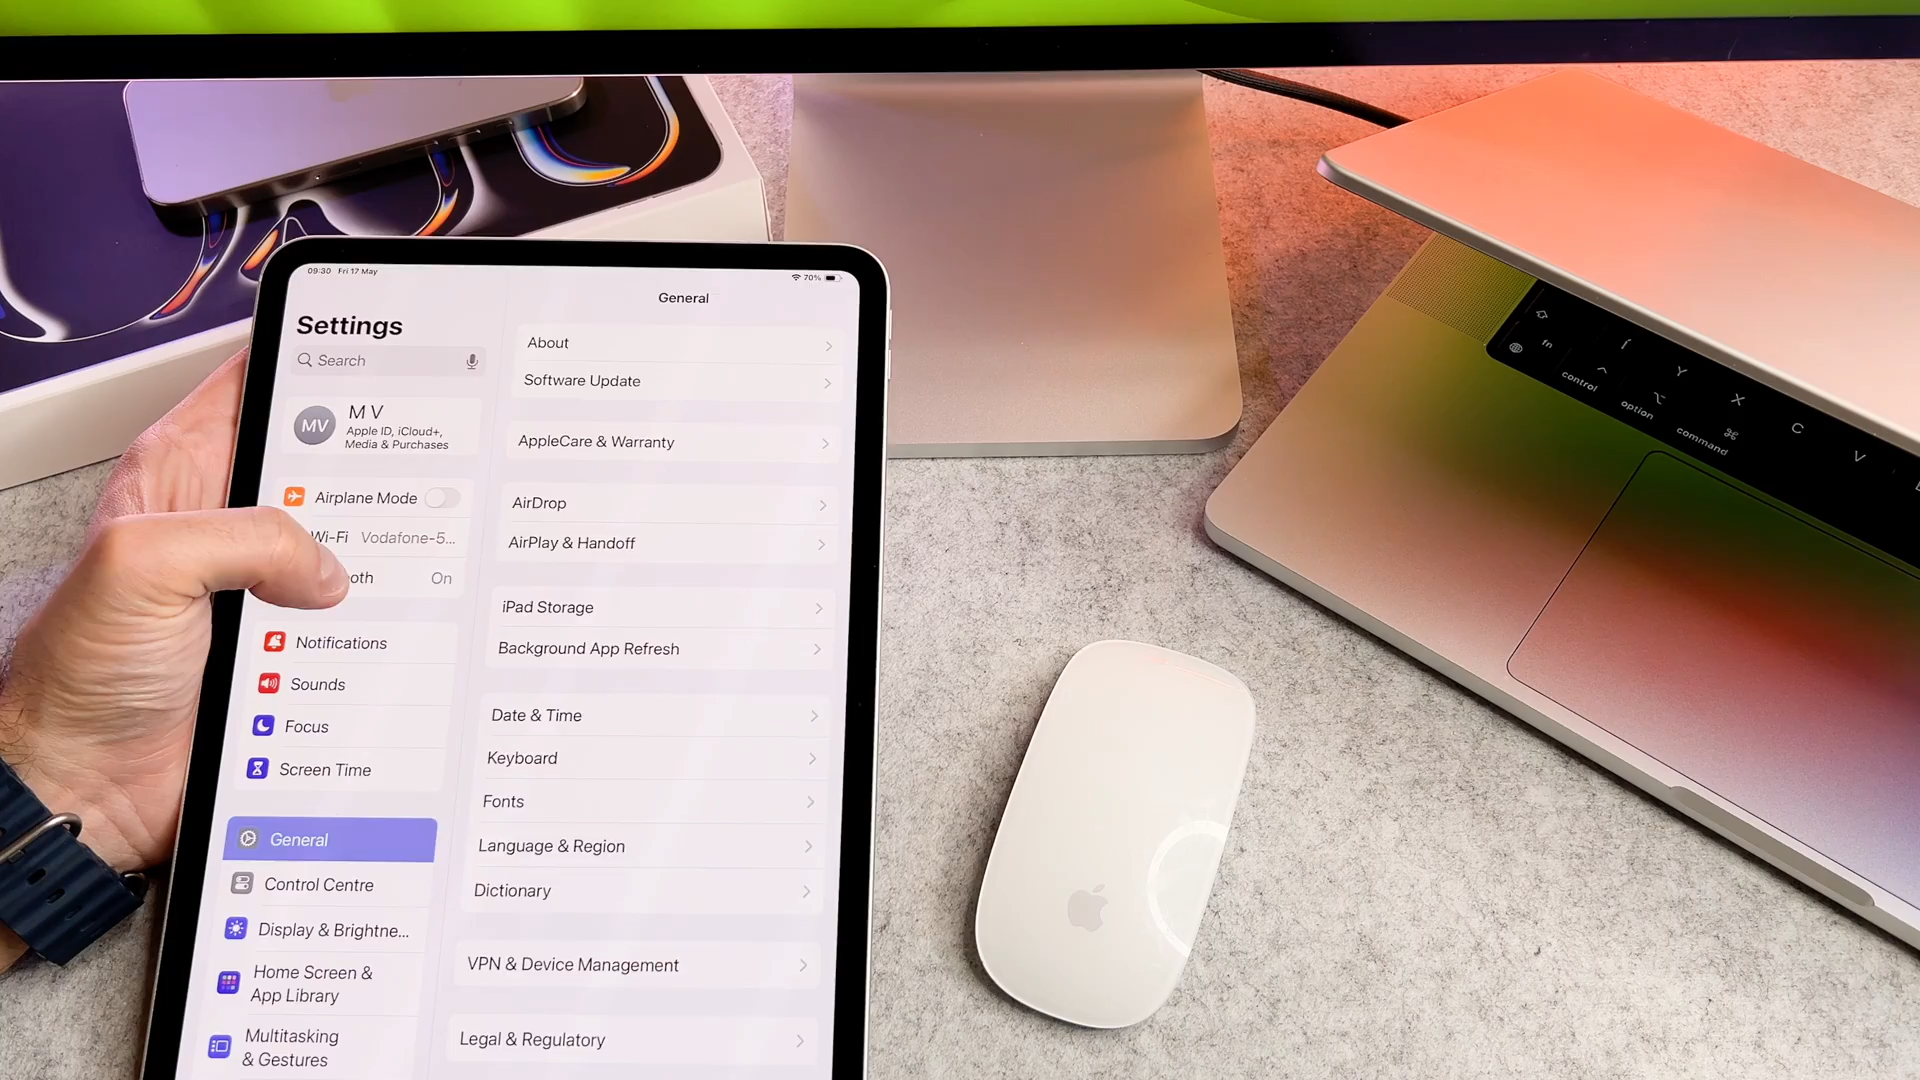 09:30 Fri 17 May
70%
Settings
Search
MV
M V
Apple ID, iCloud+,
Media & Purchases
Airplane Mode
Wi-Fi Vodafone-5...
oth On
Notifications
Sounds
Focus
Screen Time
General
Control Centre
Display & Brightne...
Home Screen &
App Library
Multitasking
& Gestures
General
About
Software Update
AppleCare & Warranty
AirDrop
AirPlay & Handoff
iPad Storage
Background App Refresh
Date & Time
Keyboard
Fonts
Language & Region
Dictionary
VPN & Device Management
Legal & Regulatory
fn
control
option
command
Y
X
C
V